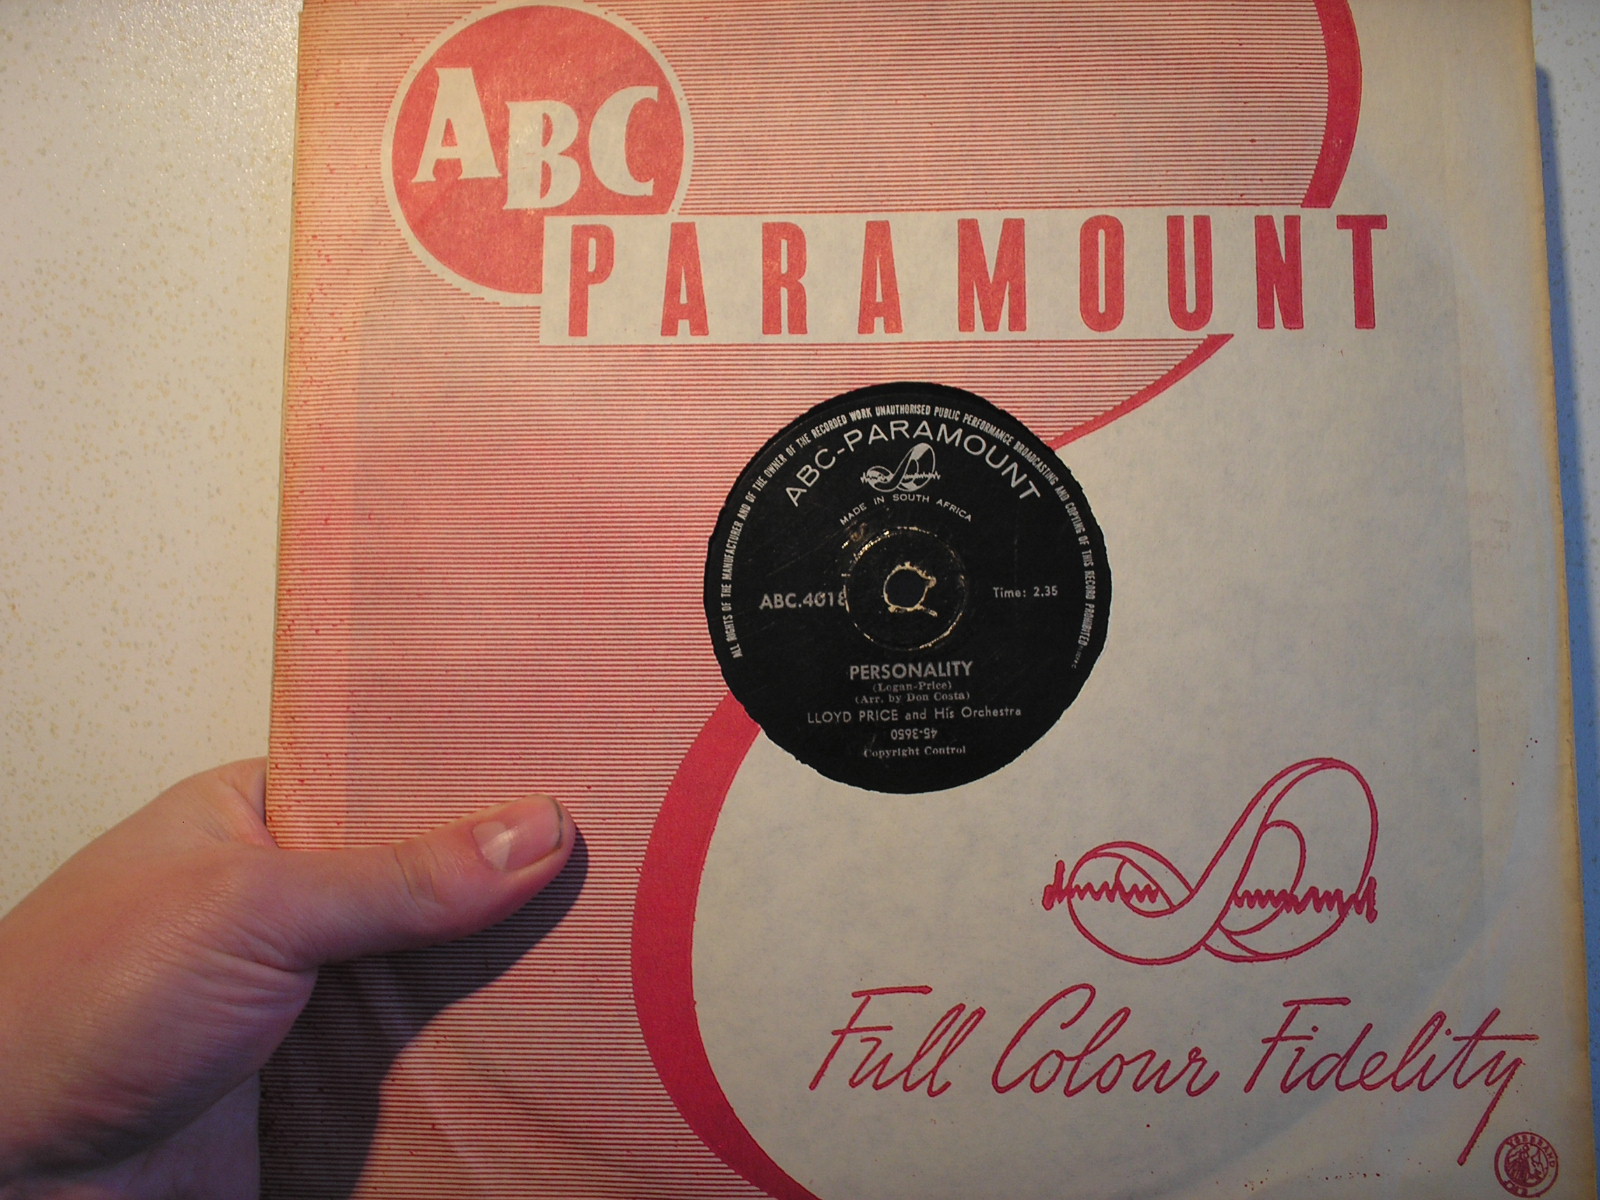 ABC
PARAMOUNT
ALL RIGHTS OF THE MANUFACTURER AND OF THE OWNER OF THE RECORDED WORK UNAUTHORISED PUBLIC PERFORMANCE BROADCASTING AND COPYING OF THIS RECORD PROHIBITED
ABC-PARAMOUNT
MADE IN SOUTH AFRICA
ABC.4018
Time: 2.35
PERSONALITY
(Logan-Price)
(Arr. by Don Costa)
LLOYD PRICE and His Orchestra
45-3650
Copyright Control
Full Colour Fidelity